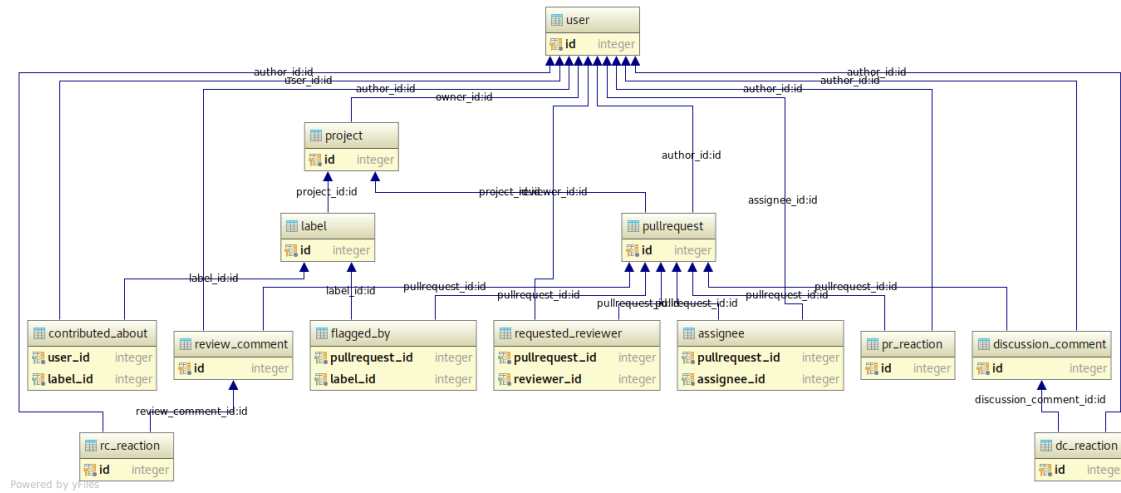 user
id integer
author_id:id
author_id:id
user_id:id
author_id:id
author_id:id
author_id:id
owner_id:id
project
id integer
author_id:id
project_id:id
project_id:id
reviewer_id:id
assignee_id:id
label
id integer
pullrequest
id integer
label_id:id
label_id:id
pullrequest_id:id
pullrequest_id:id
pullrequest_id:id
pullrequest_id:id
pullrequest_id:id
pullrequest_id:id
contributed_about
user_id integer
label_id integer
review_comment
id integer
flagged_by
pullrequest_id integer
label_id integer
requested_reviewer
pullrequest_id integer
reviewer_id integer
assignee
pullrequest_id integer
assignee_id integer
pr_reaction
id integer
discussion_comment
id integer
review_comment_id:id
discussion_comment_id:id
rc_reaction
id integer
dc_reaction
id integer
Powered by yFiles